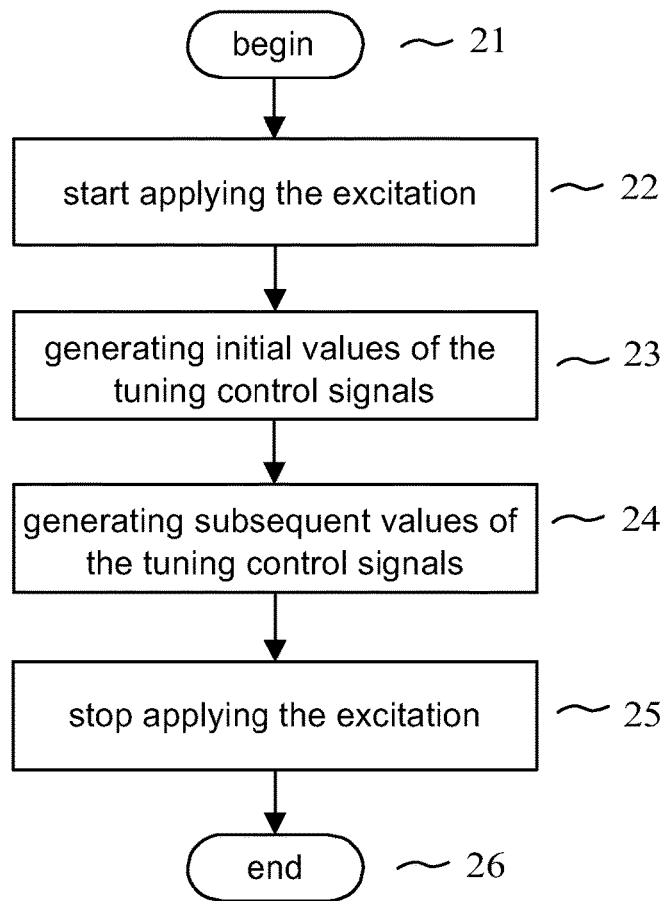 begin 21
start applying the excitation 22
generating initial values of the
tuning control signals 23
generating subsequent values of
the tuning control signals 24
stop applying the excitation 25
end 26